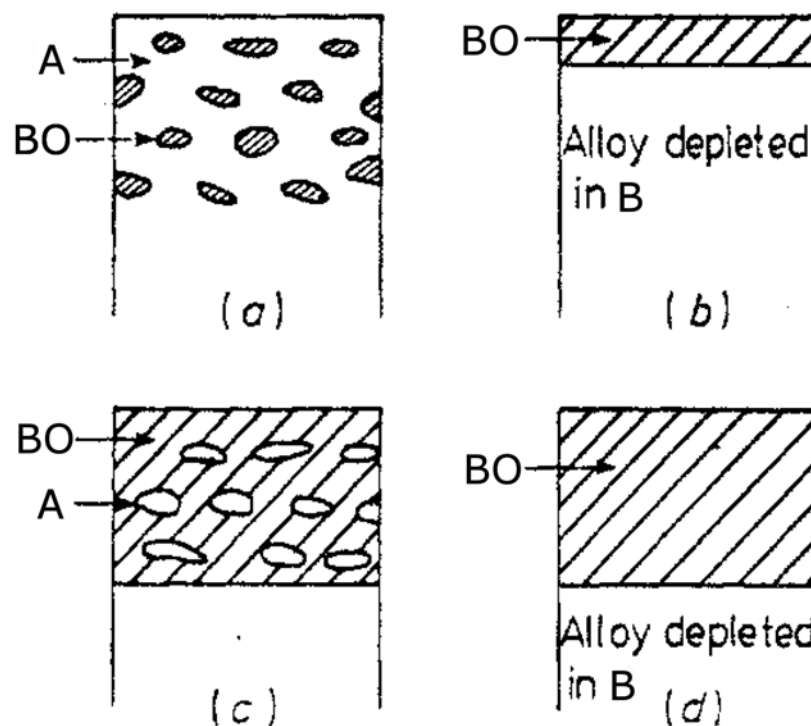 A
BO
(a)
BO
Alloy depleted
in B
(b)
BO
A
(c)
BO
Alloy depleted
in B
(d)